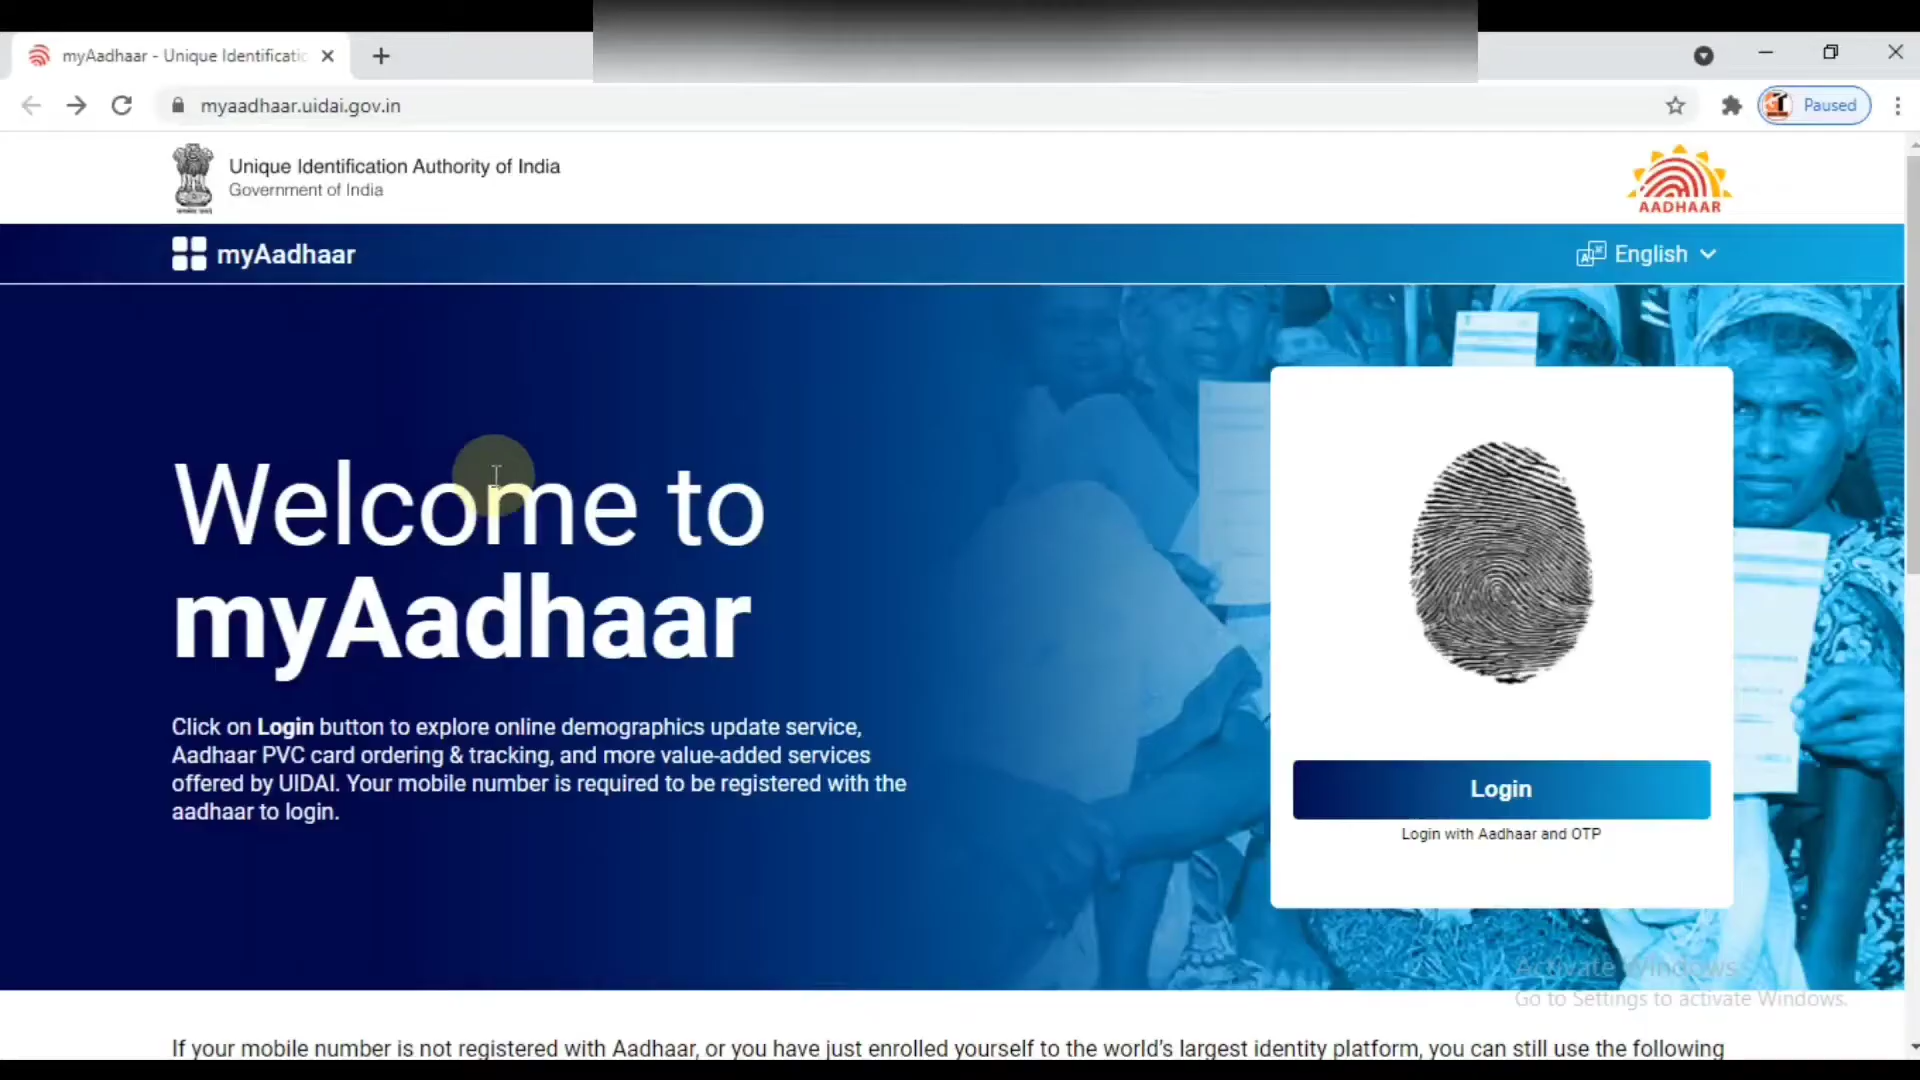 myAadhaar - Unique Identificatic
myaadhaar.uidai.gov.in
Paused
Unique Identification Authority of India
Government of India
AADHAAR
myAadhaar
English
Welcome to
myAadhaar
Click on Login button to explore online demographics update service,
Aadhaar PVC card ordering & tracking, and more value-added services
offered by UIDAI. Your mobile number is required to be registered with the
aadhaar to login.
Login
Login with Aadhaar and OTP
Activate Windows
Go to Settings to activate Windows.
If your mobile number is not registered with Aadhaar, or you have just enrolled yourself to the world's largest identity platform, you can still use the following